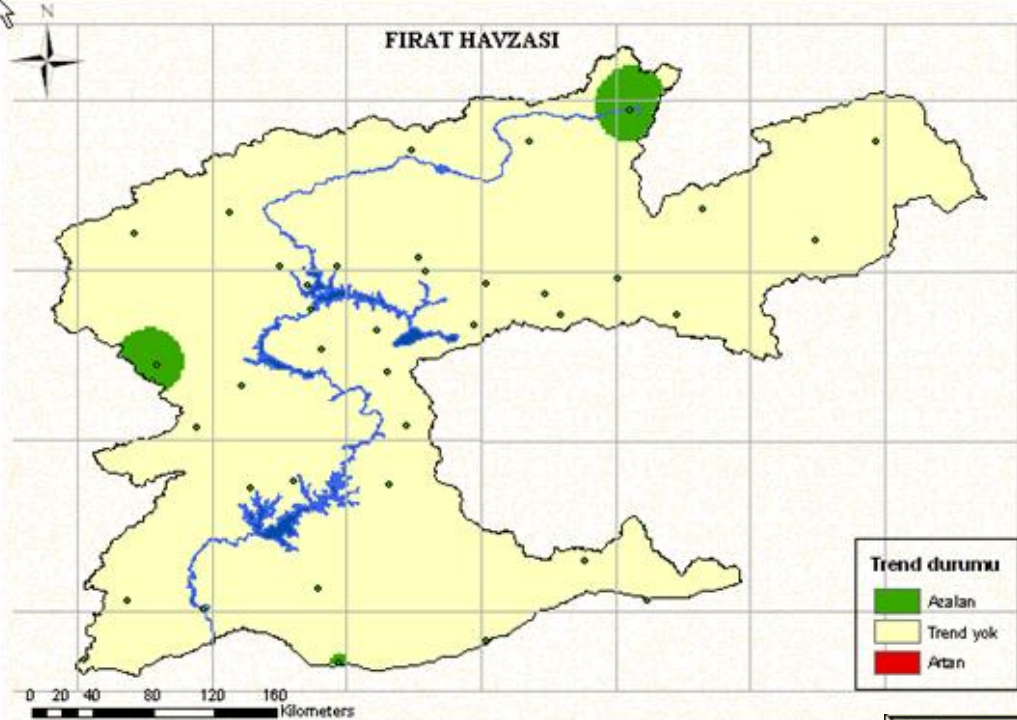 N
FIRAT HAVZASI
Trend durumu
Azalan
Trend yok
Artan
0 20 40 80 120 160
Kilometers